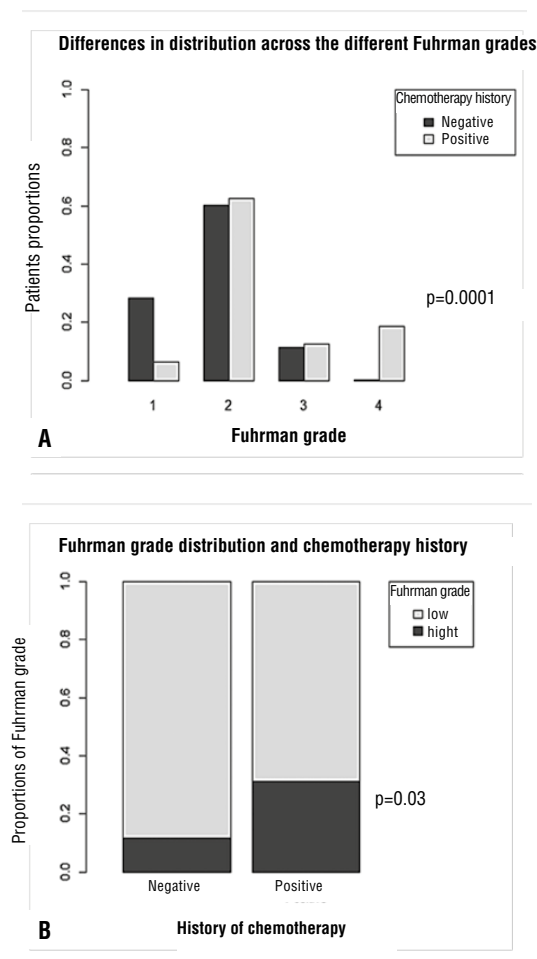 Differences in distribution across the different Fuhrman grades
Patients proportions
1.0
0.8
0.6
0.4
0.2
0.0
Chemotherapy history
Negative
Positive
p=0.0001
1 2 3 4
Fuhrman grade
A
Fuhrman grade distribution and chemotherapy history
Proportions of Fuhrman grade
1.0
0.8
0.6
0.4
0.2
0.0
Fuhrman grade
low
hight
p=0.03
Negative Positive
History of chemotherapy
B